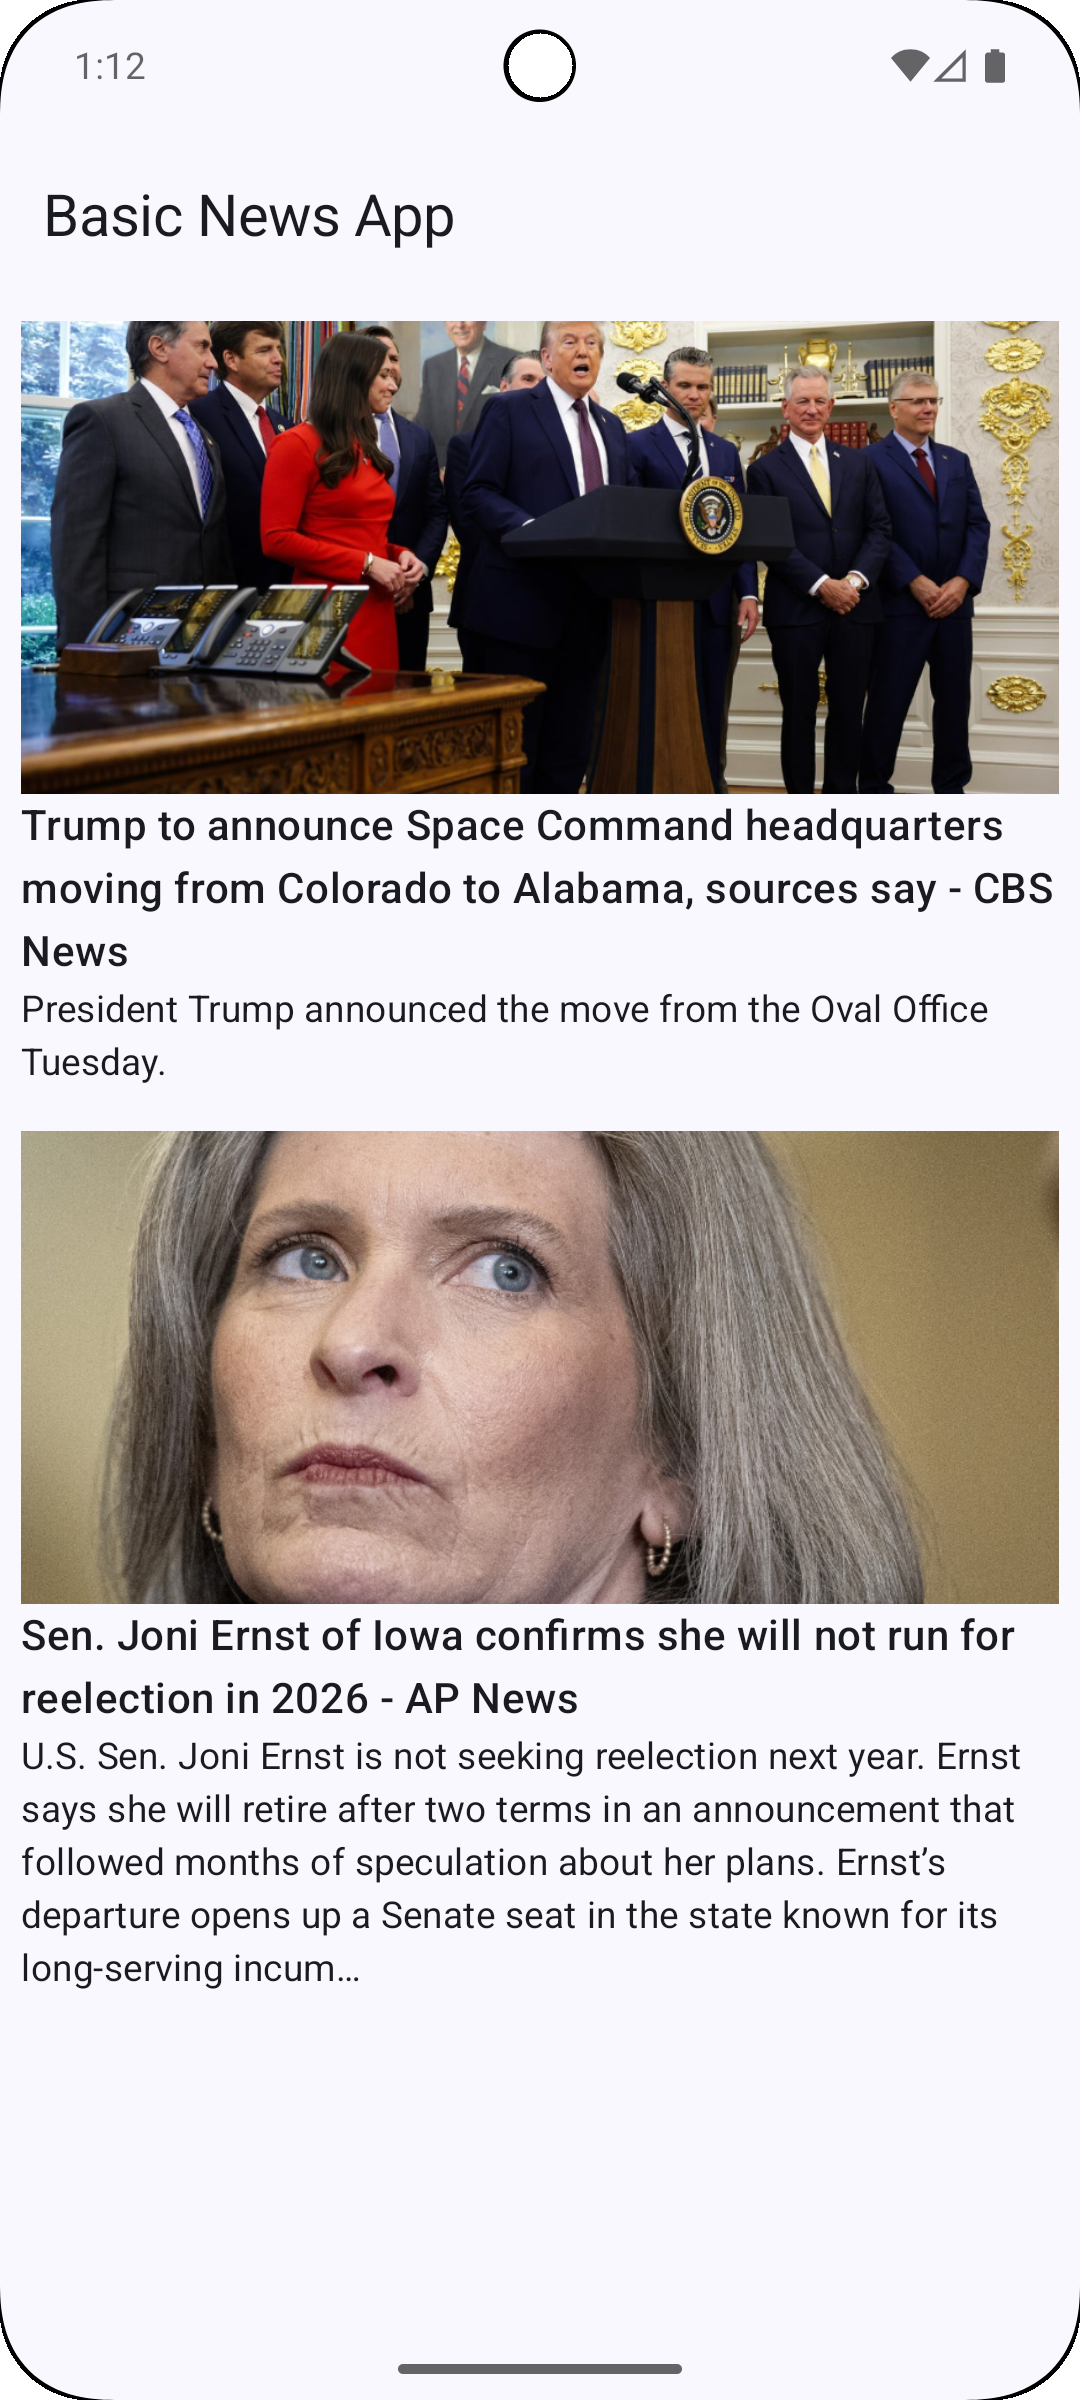 1:12
Basic News App
Trump to announce Space Command headquarters
moving from Colorado to Alabama, sources say - CBS
News
President Trump announced the move from the Oval Office
Tuesday.
Sen. Joni Ernst of Iowa confirms she will not run for
reelection in 2026 - AP News
U.S. Sen. Joni Ernst is not seeking reelection next year. Ernst
says she will retire after two terms in an announcement that
followed months of speculation about her plans. Ernst’s
departure opens up a Senate seat in the state known for its
long-serving incum…